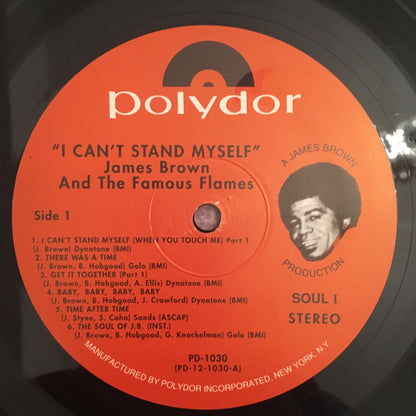 polydor
"I CAN'T STAND MYSELF"
James Brown
And The Famous Flames
Side 1
A JAMES BROWN
PRODUCTION
1. I CAN'T STAND MYSELF (WHEN YOU TOUCH ME) Part 1
(J. Brown) Dynatone (BMI)
2. THERE WAS A TIME
(J. Brown, B. Hobgood) Golo (BMI)
3. GET IT TOGETHER (Part 1)
(J. Brown, B. Hobgood, A. Ellis) Dynatone (BMI)
4. BABY, BABY, BABY, BABY
(J. Brown, B. Hobgood, J. Crawford) Dynatone (BMI)
5. TIME AFTER TIME
(J. Styne, S. Cahn) Sands (ASCAP)
6. THE SOUL OF J.B. (INST.)
(J. Brown, B. Hobgood, G. Knochelman) Golo (BMI)
SOUL I
STEREO
PD-1030
(PD-12-1030-A)
MANUFACTURED BY POLYDOR INCORPORATED, NEW YORK, N.Y.